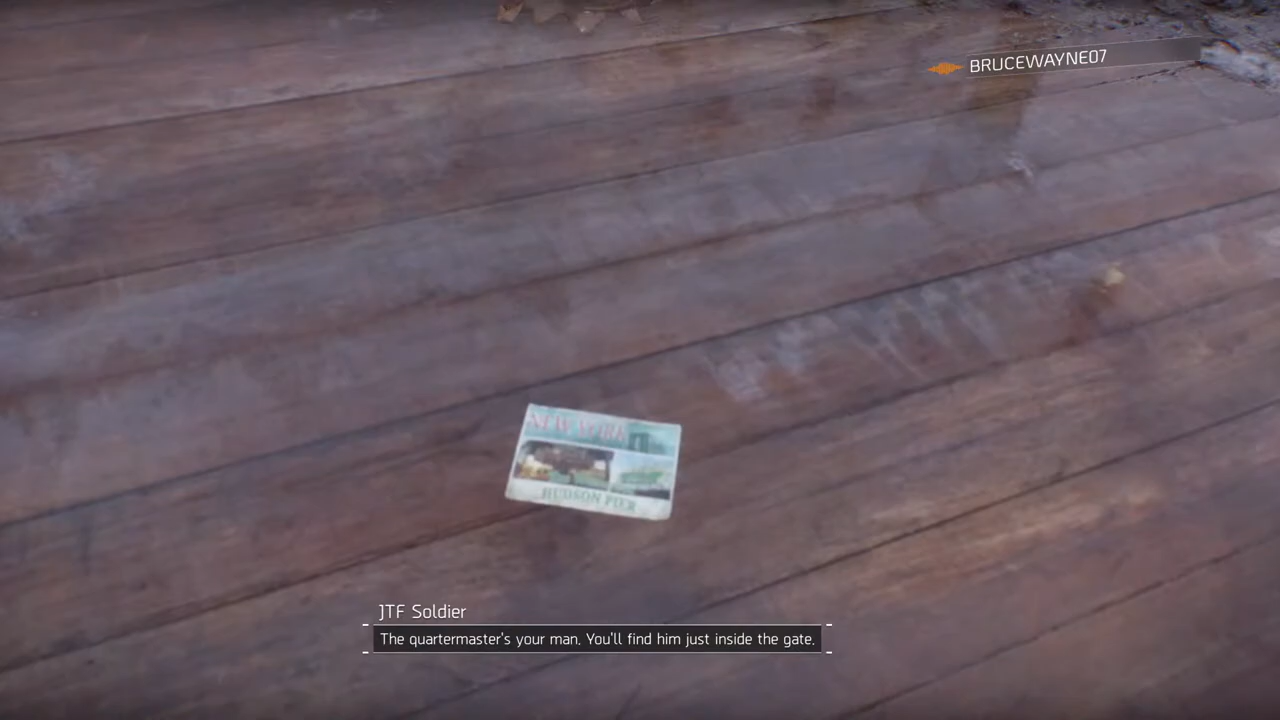 BRUCEWAYNE07
NEW YORK
HUDSON PIER
JTF Soldier
The quartermaster's your man. You'll find him just inside the gate.